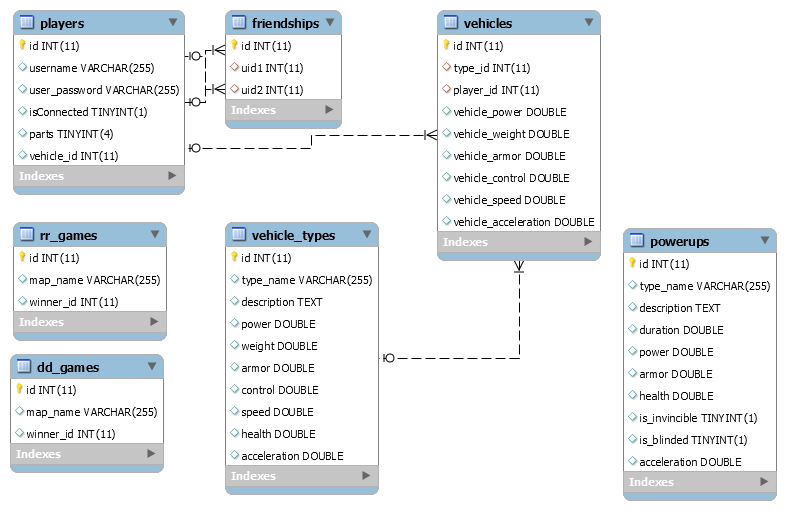 players
id INT(11)
username VARCHAR(255)
user_password VARCHAR(255)
isConnected TINYINT(1)
parts TINYINT(4)
vehicle_id INT(11)
Indexes
friendships
id INT(11)
uid1 INT(11)
uid2 INT(11)
Indexes
vehicles
id INT(11)
type_id INT(11)
player_id INT(11)
vehicle_power DOUBLE
vehicle_weight DOUBLE
vehicle_armor DOUBLE
vehicle_control DOUBLE
vehicle_speed DOUBLE
vehicle_acceleration DOUBLE
Indexes
rr_games
id INT(11)
map_name VARCHAR(255)
winner_id INT(11)
Indexes
dd_games
id INT(11)
map_name VARCHAR(255)
winner_id INT(11)
Indexes
vehicle_types
id INT(11)
type_name VARCHAR(255)
description TEXT
power DOUBLE
weight DOUBLE
armor DOUBLE
control DOUBLE
speed DOUBLE
health DOUBLE
acceleration DOUBLE
Indexes
powerups
id INT(11)
type_name VARCHAR(255)
description TEXT
duration DOUBLE
power DOUBLE
armor DOUBLE
health DOUBLE
is_invincible TINYINT(1)
is_blinded TINYINT(1)
acceleration DOUBLE
Indexes